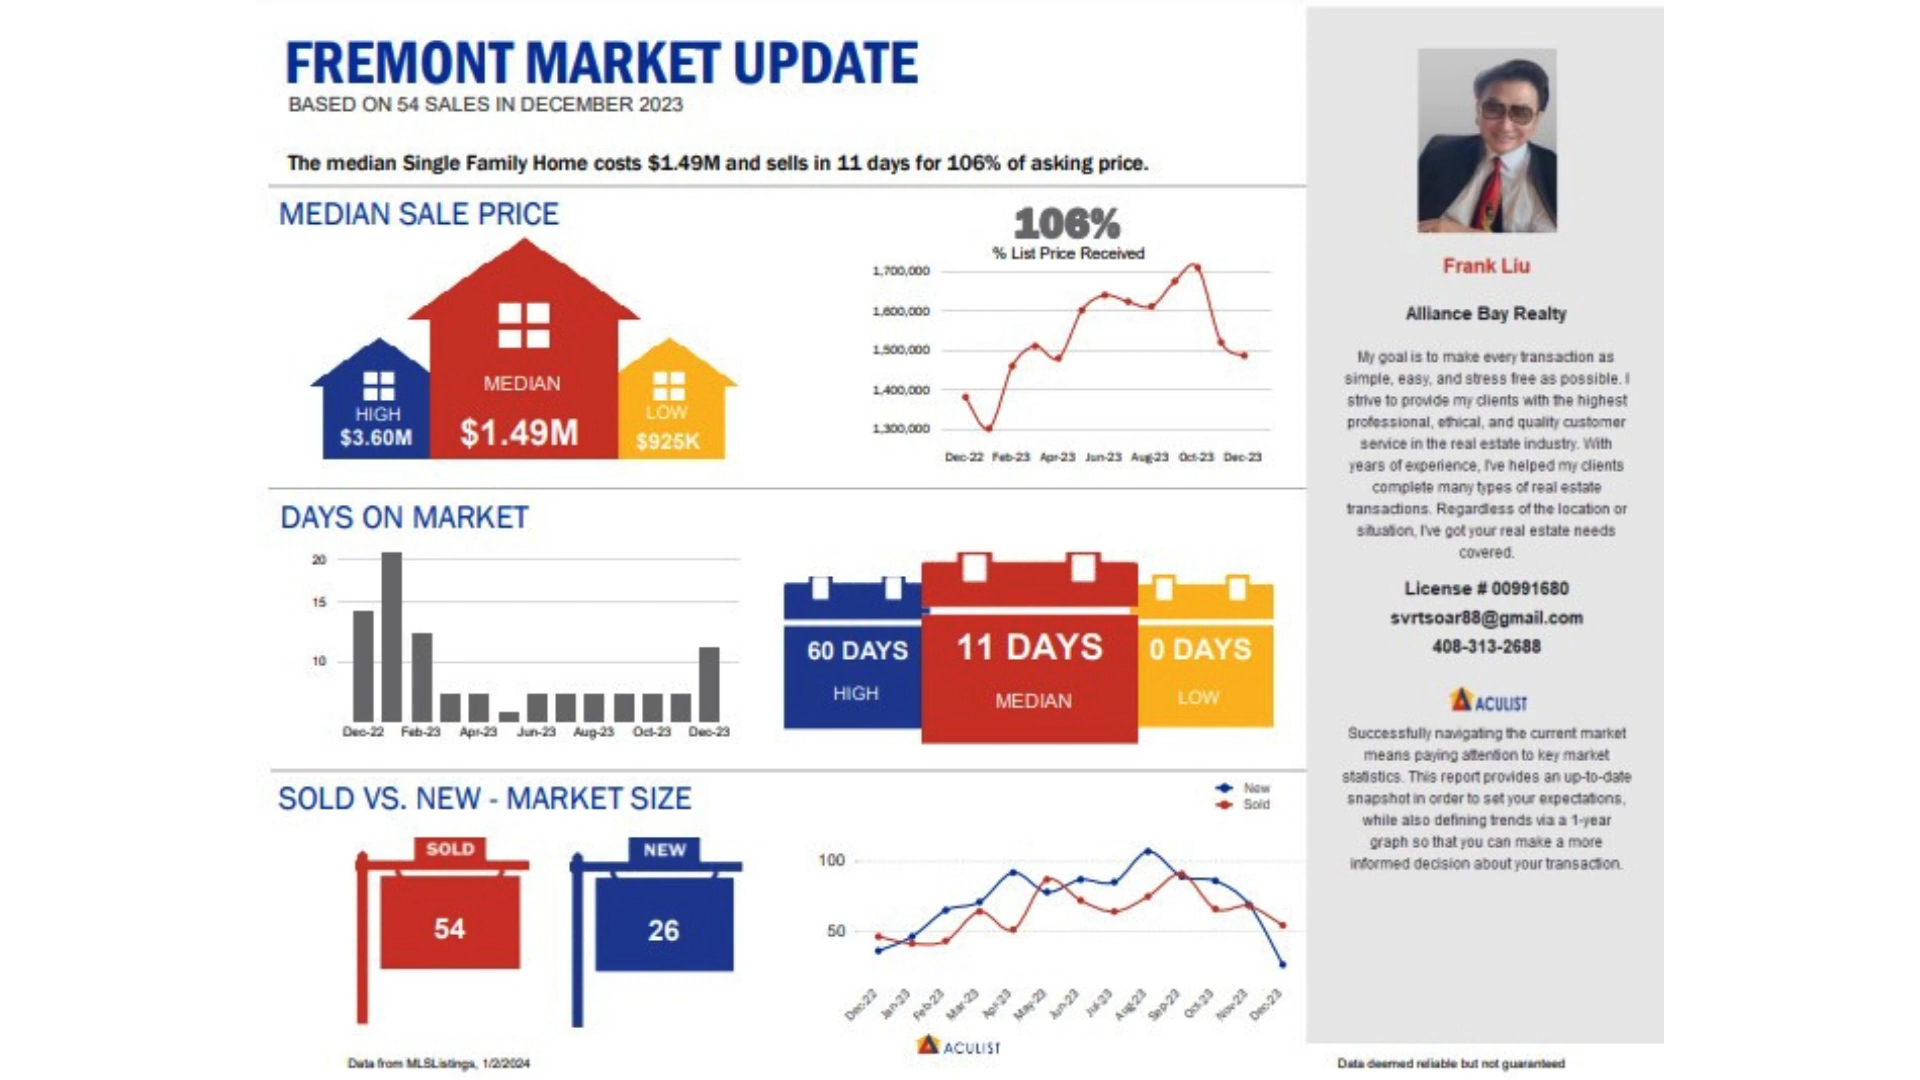 FREMONT MARKET UPDATE
BASED ON 54 SALES IN DECEMBER 2023
The median Single Family Home costs $1.49M and sells in 11 days for 106% of asking price.
MEDIAN SALE PRICE
HIGH
$3.60M
MEDIAN
$1.49M
LOW
$925K
106%
% List Price Received
1,700,000
1,600,000
1,500,000
1,400,000
1,300,000
Dec-22 Feb-23 Apr-23 Jun-23 Aug-23 Oct-23 Dec-23
DAYS ON MARKET
20
15
10
Dec-22 Feb-23 Apr-23 Jun-23 Aug-23 Oct-23 Dec-23
60 DAYS
HIGH
11 DAYS
MEDIAN
0 DAYS
LOW
SOLD VS. NEW - MARKET SIZE
SOLD
54
NEW
26
New
Sold
100
50
Dec-22 Jan-23 Feb-23 Mar-23 Apr-23 May-23 Jun-23 Jul-23 Aug-23 Sep-23 Oct-23 Nov-23 Dec-23
ACULIST
Data from MLSListings, 1/2/2024
Frank Liu
Alliance Bay Realty
My goal is to make every transaction as
simple, easy, and stress free as possible. I
strive to provide my clients with the highest
professional, ethical, and quality customer
service in the real estate industry. With
years of experience, I've helped my clients
complete many types of real estate
transactions. Regardless of the location or
situation, I've got your real estate needs
covered.
License # 00991680
svrtsoar88@gmail.com
408-313-2688
ACULIST
Successfully navigating the current market
means paying attention to key market
statistics. This report provides an up-to-date
snapshot in order to set your expectations,
while also defining trends via a 1-year
graph so that you can make a more
informed decision about your transaction.
Data deemed reliable but not guaranteed